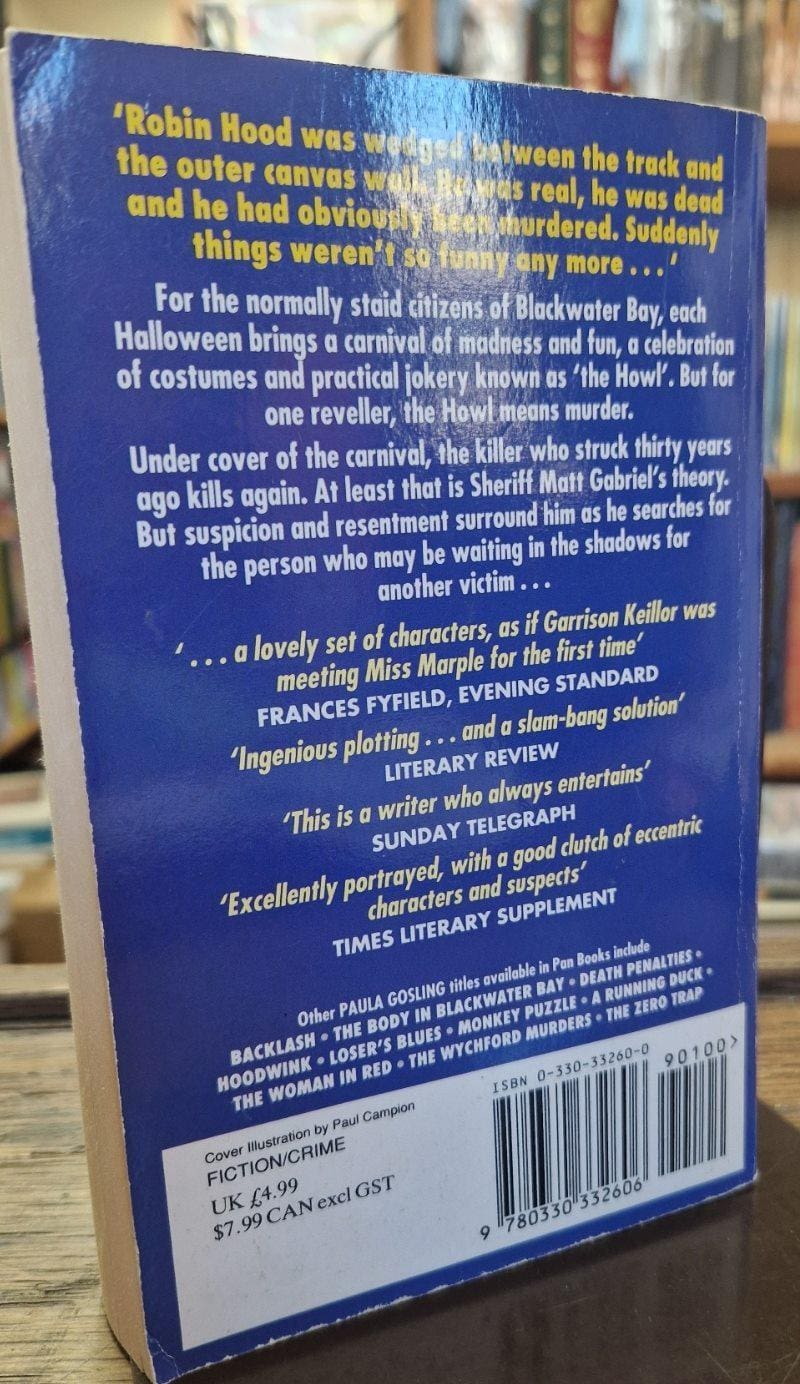 ‘Robin Hood was wedged between the track and
the outer canvas wall. He was real, he was dead
and he had obviously been murdered. Suddenly
things weren’t so funny any more . . . ’
For the normally staid citizens of Blackwater Bay, each
Halloween brings a carnival of madness and fun, a celebration
of costumes and practical jokery known as ‘the Howl’. But for
one reveller, the Howl means murder.
Under cover of the carnival, the killer who struck thirty years
ago kills again. At least that is Sheriff Matt Gabriel’s theory.
But suspicion and resentment surround him as he searches for
the person who may be waiting in the shadows for
another victim . . .
‘ . . . a lovely set of characters, as if Garrison Keillor was
meeting Miss Marple for the first time’
FRANCES FYFIELD, EVENING STANDARD
‘Ingenious plotting . . . and a slam-bang solution’
LITERARY REVIEW
‘This is a writer who always entertains’
SUNDAY TELEGRAPH
‘Excellently portrayed, with a good clutch of eccentric
characters and suspects’
TIMES LITERARY SUPPLEMENT
Other PAULA GOSLING titles available in Pan Books include
BACKLASH • THE BODY IN BLACKWATER BAY • DEATH PENALTIES •
HOODWINK • LOSER’S BLUES • MONKEY PUZZLE • A RUNNING DUCK •
THE WOMAN IN RED • THE WYCHFORD MURDERS • THE ZERO TRAP
Cover Illustration by Paul Campion
FICTION/CRIME
UK £4.99
$7.99 CAN excl GST
ISBN 0-330-33260-0
90100>
9 780330 332606